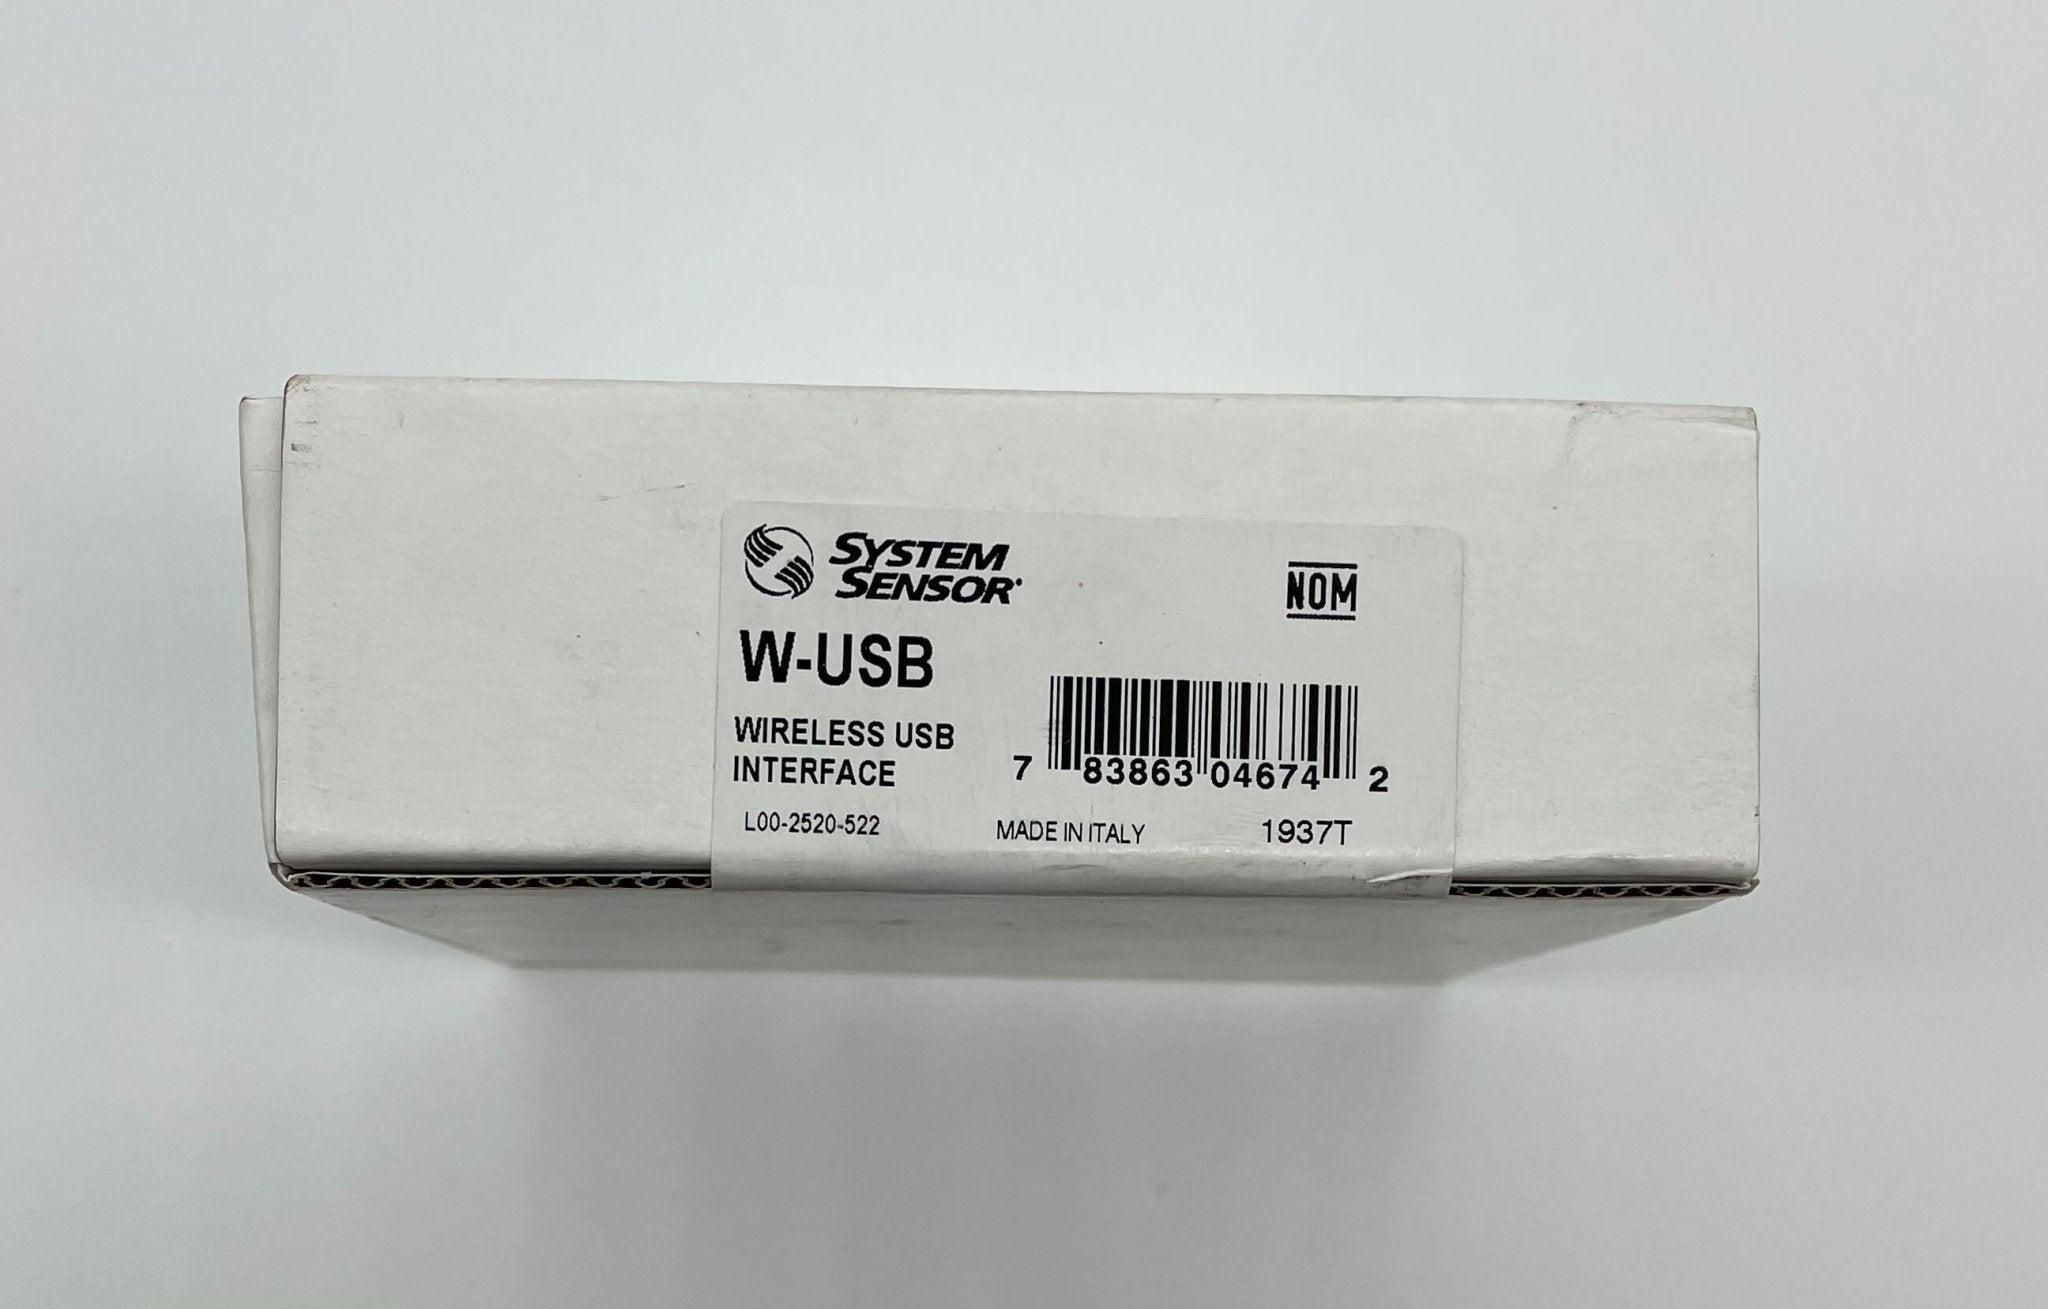 SYSTEM
SENSOR
NOM
W-USB
WIRELESS USB
INTERFACE
7 83863 04674 2
L00-2520-522
MADE IN ITALY
1937T